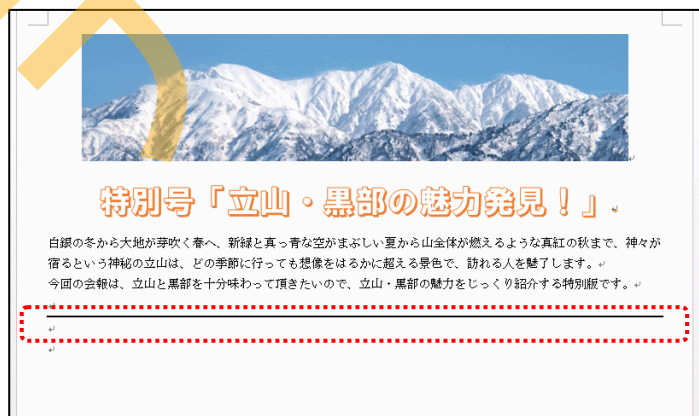 特別号「立山・黒部の魅力発見！」
白銀の冬から大地が芽吹く春へ、新緑と真っ青な空がまぶしい夏から山全体が燃えるような真紅の秋まで、神々が
宿るという神秘の立山は、どの季節に行っても想像をはるかに超える景色で、訪れる人を魅了します。
今回の会報は、立山と黒部を十分味わって頂きたいので、立山・黒部の魅力をじっくり紹介する特別版です。